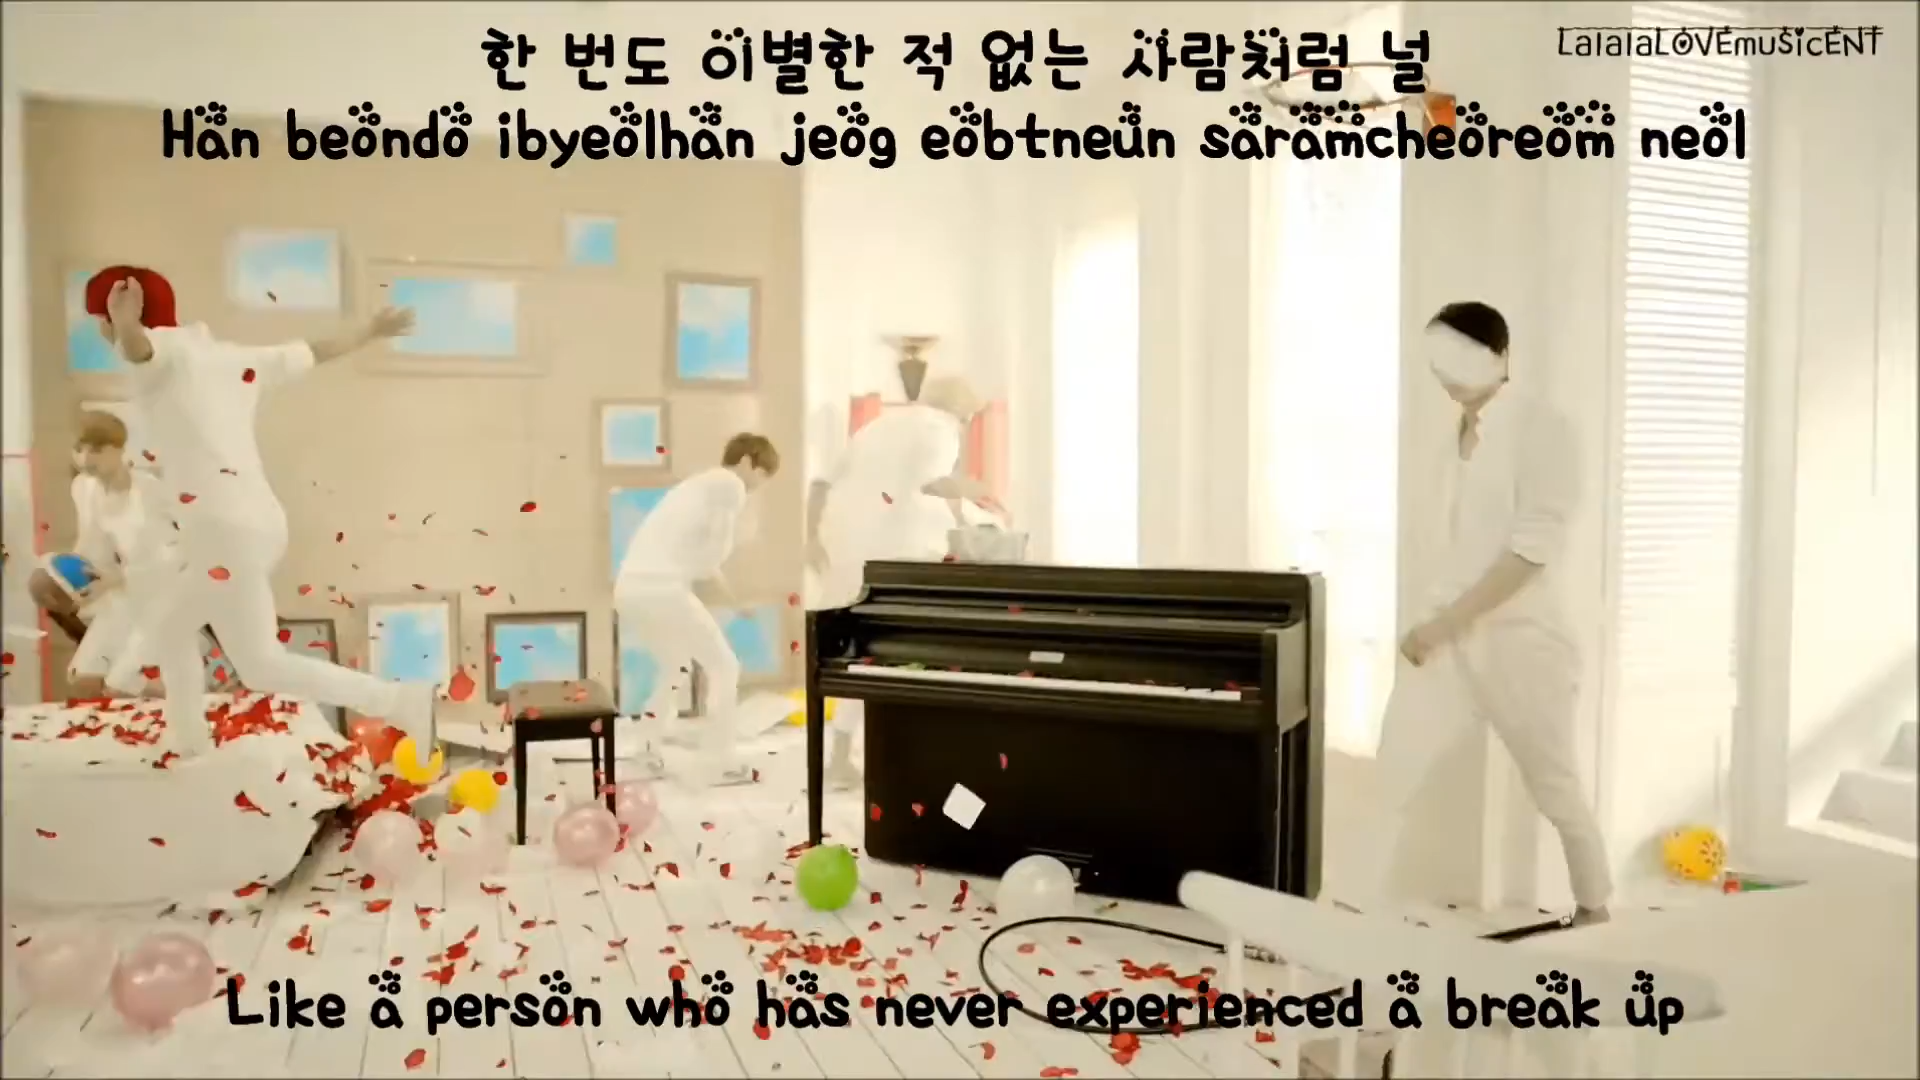 한 번도 이별한 적 없는 사람처럼 널
LalalaLOVEmusicENT
Han beondo ibyeolhan jeog eobtneun saramcheoreom neol
Like a person who has never experienced a break up